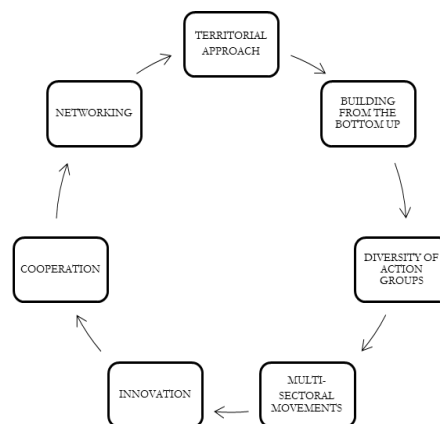 TERRITORIAL
APPROACH
BUILDING
FROM THE
BOTTOM UP
DIVERSITY OF
ACTION
GROUPS
MULTI-
SECTORAL
MOVEMENTS
INNOVATION
COOPERATION
NETWORKING